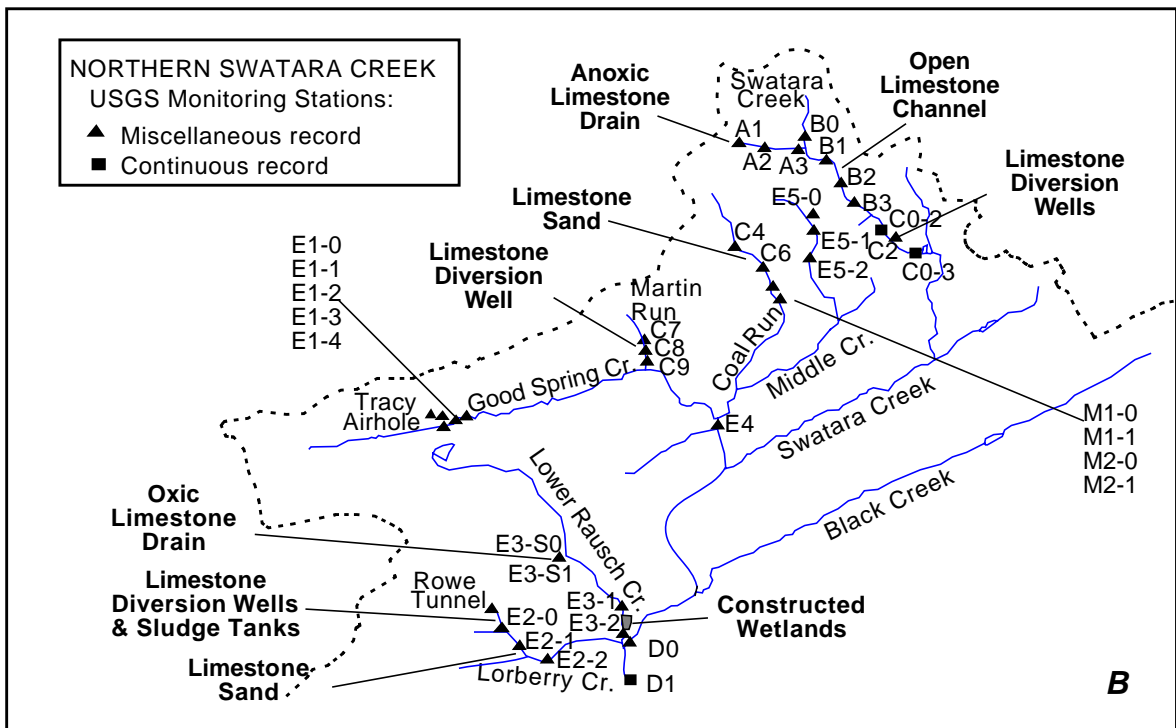 NORTHERN SWATARA CREEK
USGS Monitoring Stations:
Miscellaneous record
Continuous record
Anoxic
Limestone
Drain
Swatara
Creek
Open
Limestone
Channel
A1
A2
A3
B0
B1
B2
B3
Limestone
Diversion
Wells
C0-2
C2
C0-3
E5-0
E5-1
E5-2
Limestone
Sand
C4
C6
E1-0
E1-1
E1-2
E1-3
E1-4
Limestone
Diversion
Well
Martin
Run
C7
C8
C9
Coal Run
Middle Cr.
Good Spring Cr.
Tracy
Airhole
E4
Swatara Creek
M1-0
M1-1
M2-0
M2-1
Black Creek
Lower Rausch Cr.
Oxic
Limestone
Drain
E3-S0
E3-S1
Limestone
Diversion Wells
& Sludge Tanks
Rowe
Tunnel
E2-0
E2-1
E2-2
E3-1
E3-2
Constructed
Wetlands
D0
Limestone
Sand
Lorberry Cr.
D1
B